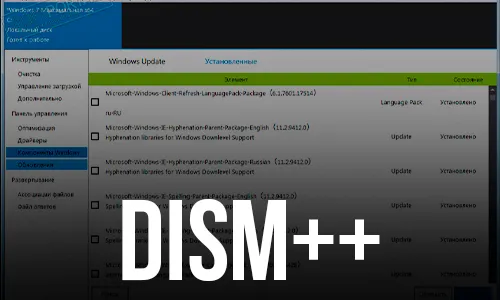 "Windows 7 Максимальная x64
C:\
Локальный диск
Готов к работе
Инструменты
Очистка
Управление загрузкой
Дополнительно
Панель управления
Оптимизация
Драйверы
Компоненты Windows
Обновления
Развертывание
Ассоциации файлов
Файл ответов
Windows Update
Установленные
Элемент
Тип
Состояние
Microsoft-Windows-Client-Refresh-LanguagePack-Package (6.1.7601.17514)
ru-RU
Language Pack
Установлено
Microsoft-Windows-IE-Hyphenation-Parent-Package-English (11.2.9412.0)
Hyphenation libraries for Windows Downlevel Support
Update
Установлено
Microsoft-Windows-IE-Hyphenation-Parent-Package-Russian (11.2.9412.0)
Hyphenation libraries for Windows Downlevel Support
Update
Установлено
Microsoft-Windows-IE-Spelling-Parent-Package-English (11.2.9412.0)
Update
Установлено
Update
Установлено
DISM++